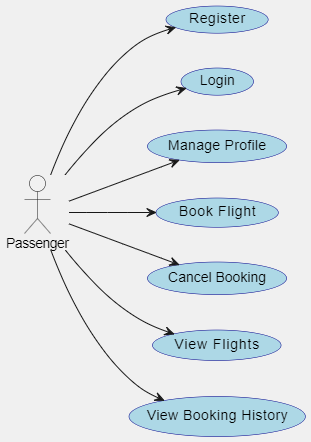 Register
Login
Manage Profile
Book Flight
Passenger
Cancel Booking
View Flights
View Booking History